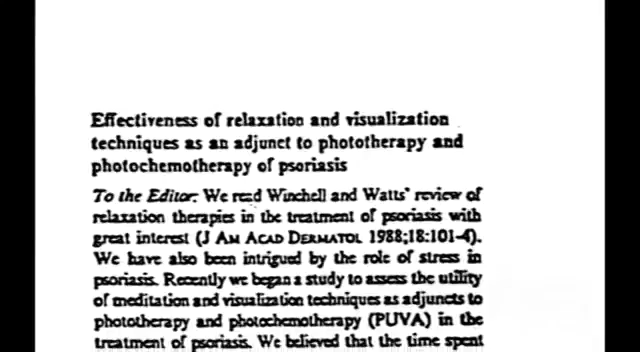 Effectiveness of relaxation and visualization
techniques as an adjunct to phototherapy and
photochemotherapy of psoriasis
To the Editor: We read Winchell and Watts' review of
relaxation therapies in the treatment of psoriasis with
great interest (J AM ACAD DERMATOL 1988;18:101-4).
We have also been intrigued by the role of stress in
psoriasis. Recently we began a study to assess the utility
of meditation and visualization techniques as adjuncts to
phototherapy and photochemotherapy (PUVA) in the
treatment of psoriasis. We believed that the time spent